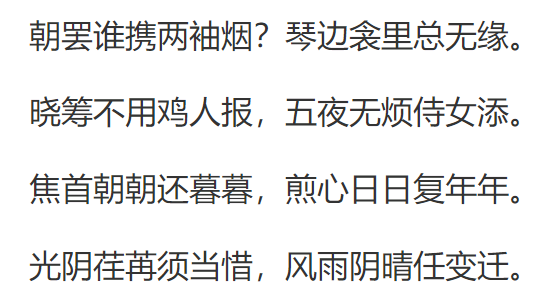 朝罢谁携两袖烟？琴边衾里总无缘。
晓筹不用鸡人报，五夜无烦侍女添。
焦首朝朝还暮暮，煎心日日复年年。
光阴荏苒须当惜，风雨阴晴任变迁。